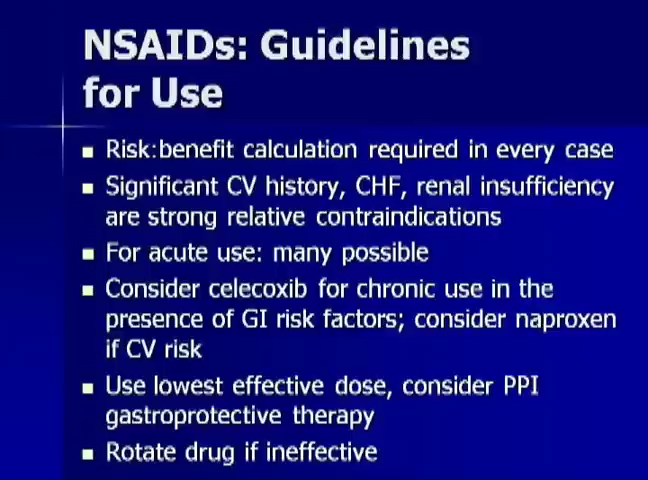 NSAIDs: Guidelines
for Use
Risk:benefit calculation required in every case
Significant CV history, CHF, renal insufficiency
are strong relative contraindications
For acute use: many possible
Consider celecoxib for chronic use in the
presence of GI risk factors; consider naproxen
if CV risk
Use lowest effective dose, consider PPI
gastroprotective therapy
Rotate drug if ineffective